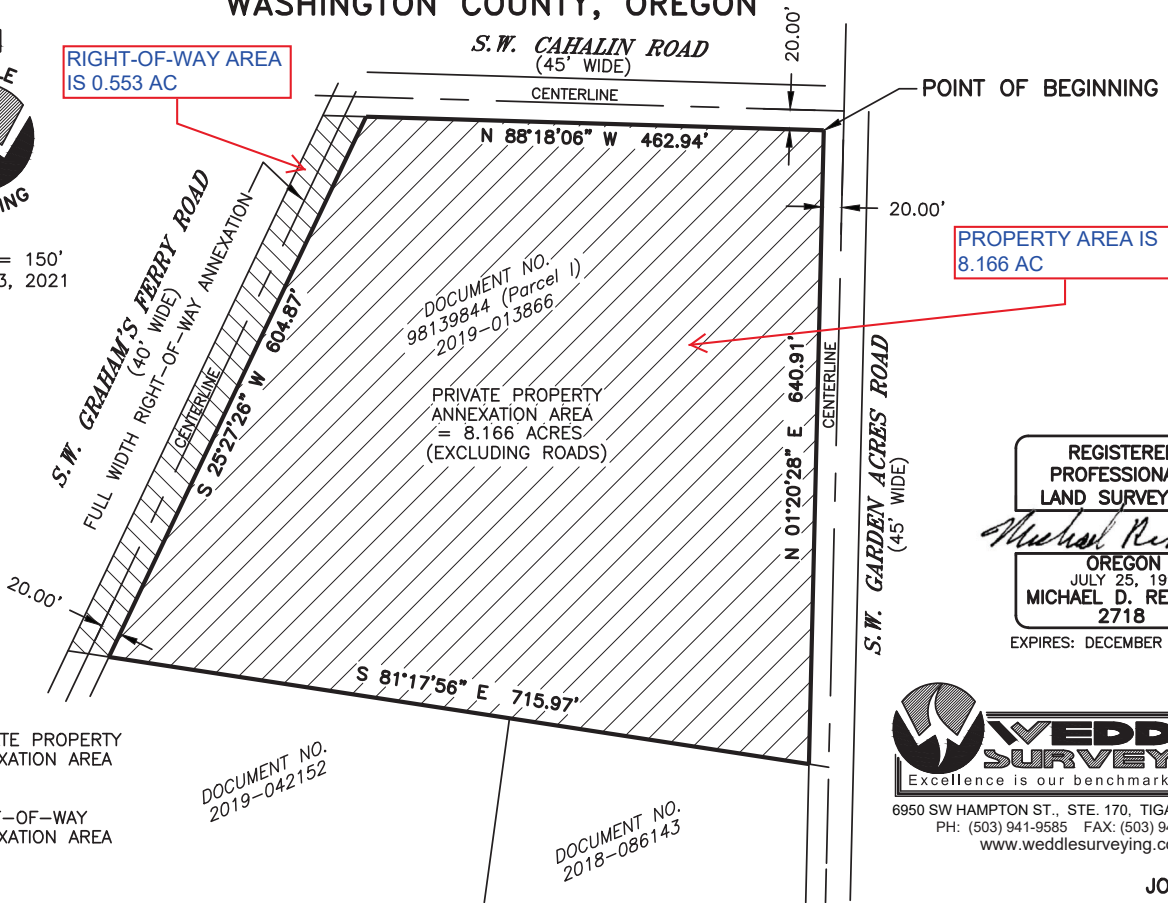 WASHINGTON COUNTY, OREGON
S.W. CAHALIN ROAD
(45' WIDE)
20.00'
RIGHT-OF-WAY AREA
IS 0.553 AC
CENTERLINE
POINT OF BEGINNING
N 88°18'06" W 462.94'
20.00'
= 150'
3, 2021
S.W. GRAHAM'S FERRY ROAD
(40' WIDE)
FULL WIDTH RIGHT-OF-WAY ANNEXATION
CENTERLINE
S 25°27'26" W 604.87'
DOCUMENT NO.
98139844 (Parcel I)
2019-013866
PROPERTY AREA IS
8.166 AC
PRIVATE PROPERTY
ANNEXATION AREA
= 8.166 ACRES
(EXCLUDING ROADS)
N 01°20'28" E 640.91'
CENTERLINE
S.W. GARDEN ACRES ROAD
(45' WIDE)
20.00'
S 81°17'56" E 715.97'
DOCUMENT NO.
2019-042152
DOCUMENT NO.
2018-086143
TE PROPERTY
XATION AREA
T-OF-WAY
XATION AREA
REGISTERE
PROFESSIONA
LAND SURVEY
Michael
OREGON
JULY 25, 19
MICHAEL D. RE
2718
EXPIRES: DECEMBER
WEDD
SURVEY
Excellence is our benchmark
6950 SW HAMPTON ST., STE. 170, TIGA
PH: (503) 941-9585 FAX: (503) 94
www.weddlesurveying.co
JO